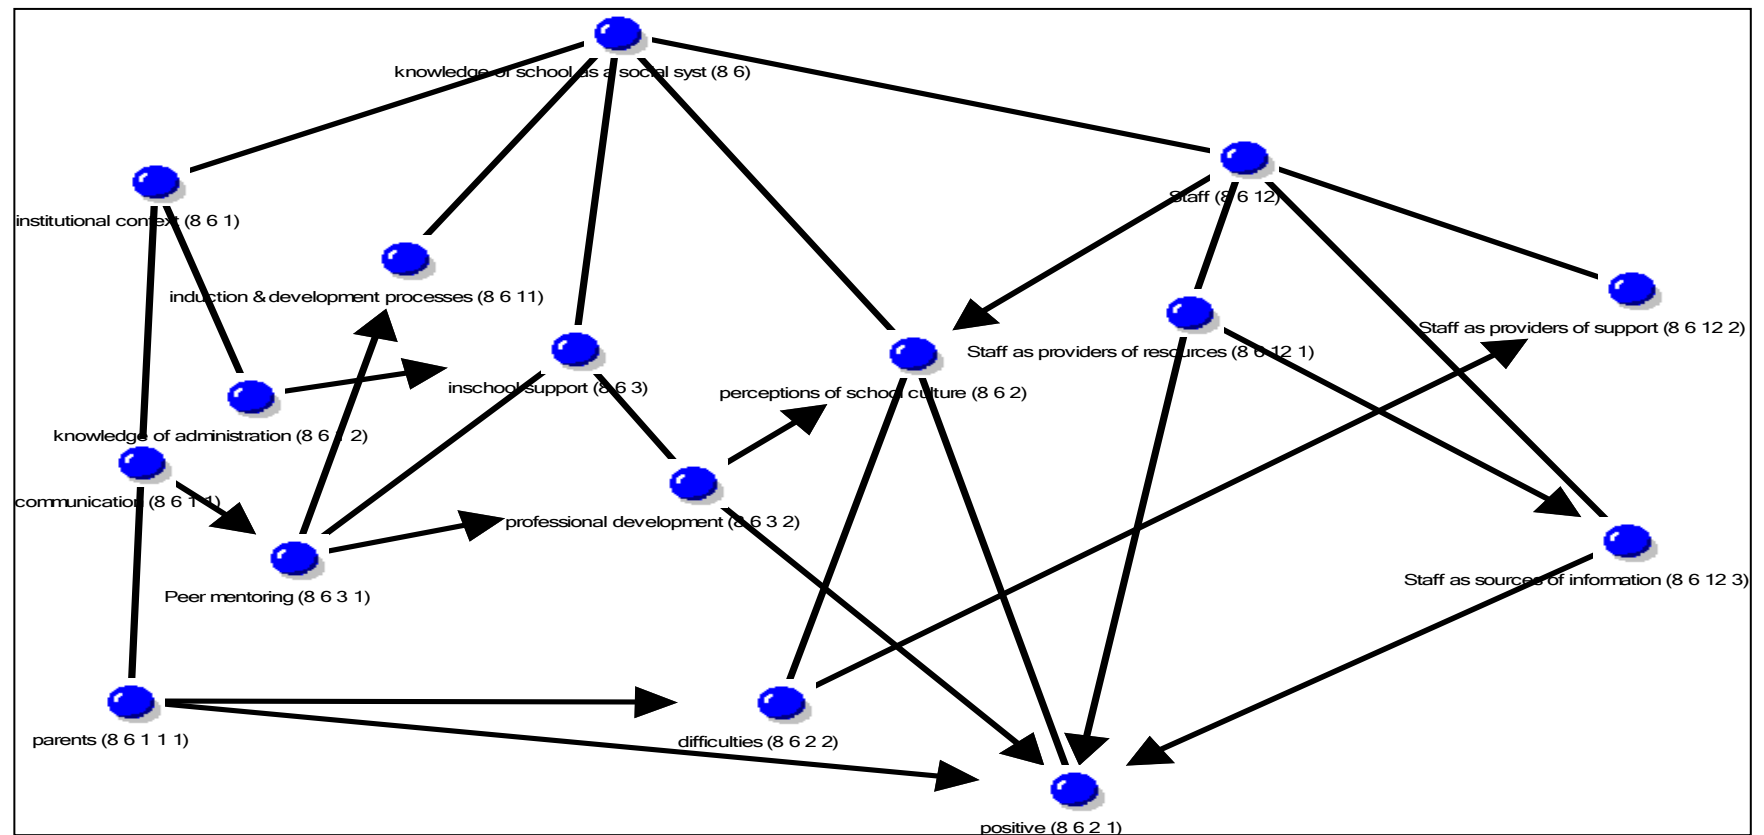 knowledge of school as a social syst (8 6)
Staff (8 6 12)
institutional context (8 6 1)
induction & development processes (8 6 11)
Staff as providers of support (8 6 12 2)
Staff as providers of resources (8 6 12 1)
inschool support (8 6 3)
perceptions of school culture (8 6 2)
knowledge of administration (8 6 1 2)
communication (8 6 1 1)
professional development (8 6 3 2)
Staff as sources of information (8 6 12 3)
Peer mentoring (8 6 3 1)
parents (8 6 1 1 1)
difficulties (8 6 2 2)
positive (8 6 2 1)